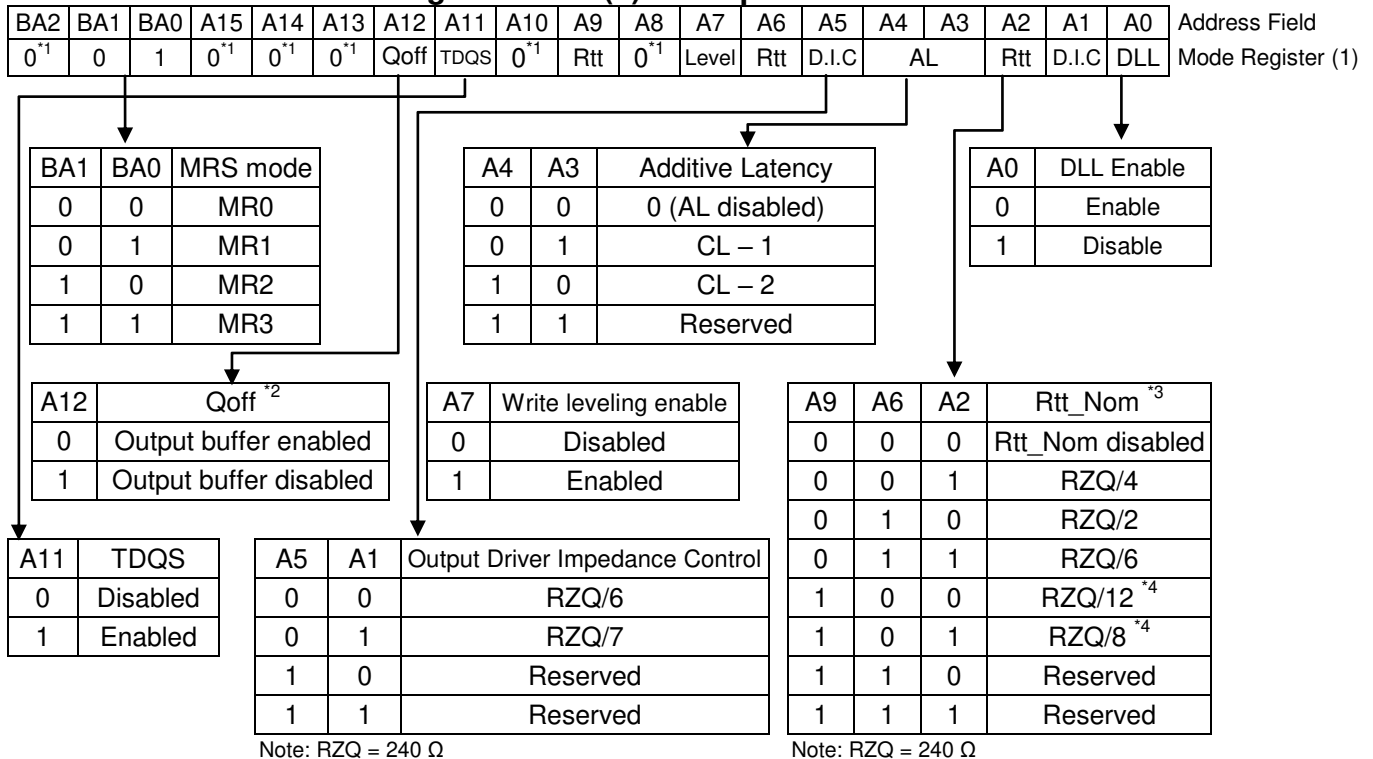 BA2 BA1 BA0 A15 A14 A13 A12 A11 A10 A9 A8 A7 A6 A5 A4 A3 A2 A1 A0 Address Field
0*1 0 1 0*1 0*1 0*1 Qoff TDQS 0*1 Rtt 0*1 Level Rtt D.I.C AL Rtt D.I.C DLL Mode Register (1)
BA1 BA0 MRS mode
0 0 MR0
0 1 MR1
1 0 MR2
1 1 MR3
A4 A3 Additive Latency
0 0 0 (AL disabled)
0 1 CL – 1
1 0 CL – 2
1 1 Reserved
A0 DLL Enable
0 Enable
1 Disable
A12 Qoff *2
0 Output buffer enabled
1 Output buffer disabled
A7 Write leveling enable
0 Disabled
1 Enabled
A9 A6 A2 Rtt_Nom *3
0 0 0 Rtt_Nom disabled
0 0 1 RZQ/4
0 1 0 RZQ/2
0 1 1 RZQ/6
1 0 0 RZQ/12 *4
1 0 1 RZQ/8 *4
1 1 0 Reserved
1 1 1 Reserved
Note: RZQ = 240 Ω
A11 TDQS
0 Disabled
1 Enabled
A5 A1 Output Driver Impedance Control
0 0 RZQ/6
0 1 RZQ/7
1 0 Reserved
1 1 Reserved
Note: RZQ = 240 Ω